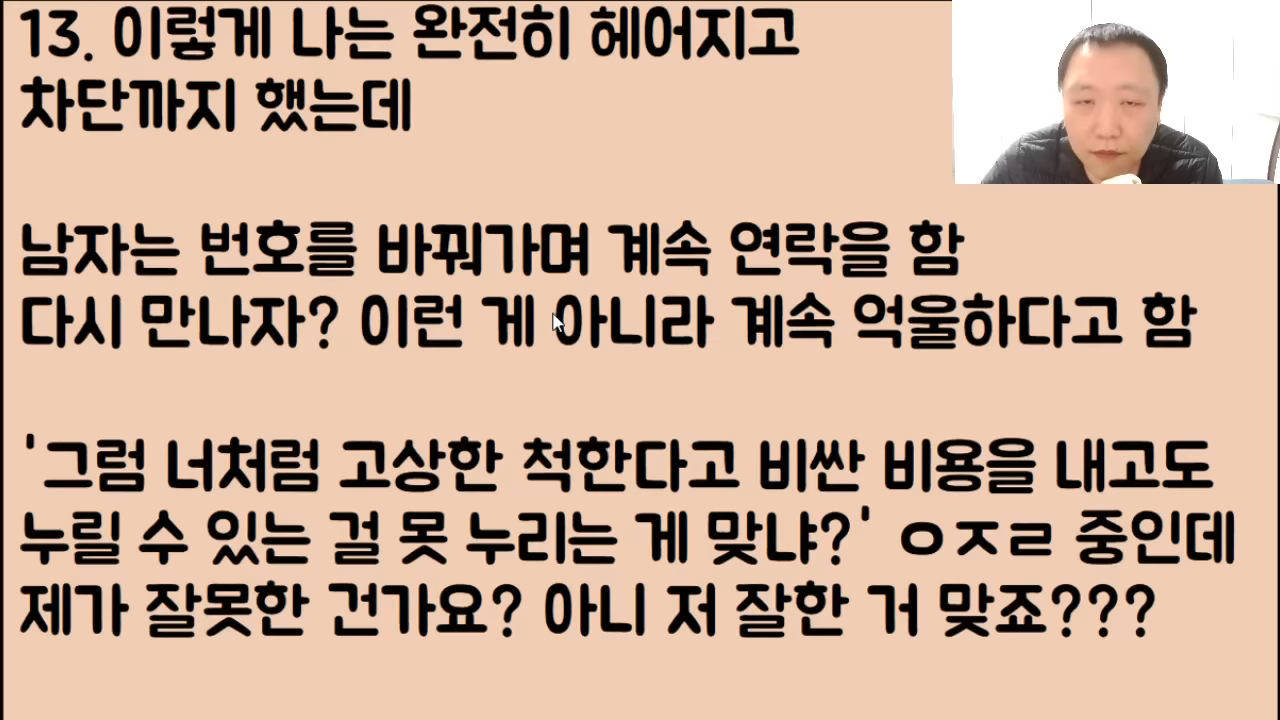 13. 이렇게 나는 완전히 헤어지고
차단까지 했는데
남자는 번호를 바꿔가며 계속 연락을 함
다시 만나자? 이런 게 아니라 계속 억울하다고 함
'그럼 너처럼 고상한 척한다고 비싼 비용을 내고도
누릴 수 있는 걸 못 누리는 게 맞냐?' ㅇㅈㄹ 중인데
제가 잘못한 건가요? 아니 저 잘한 거 맞죠???